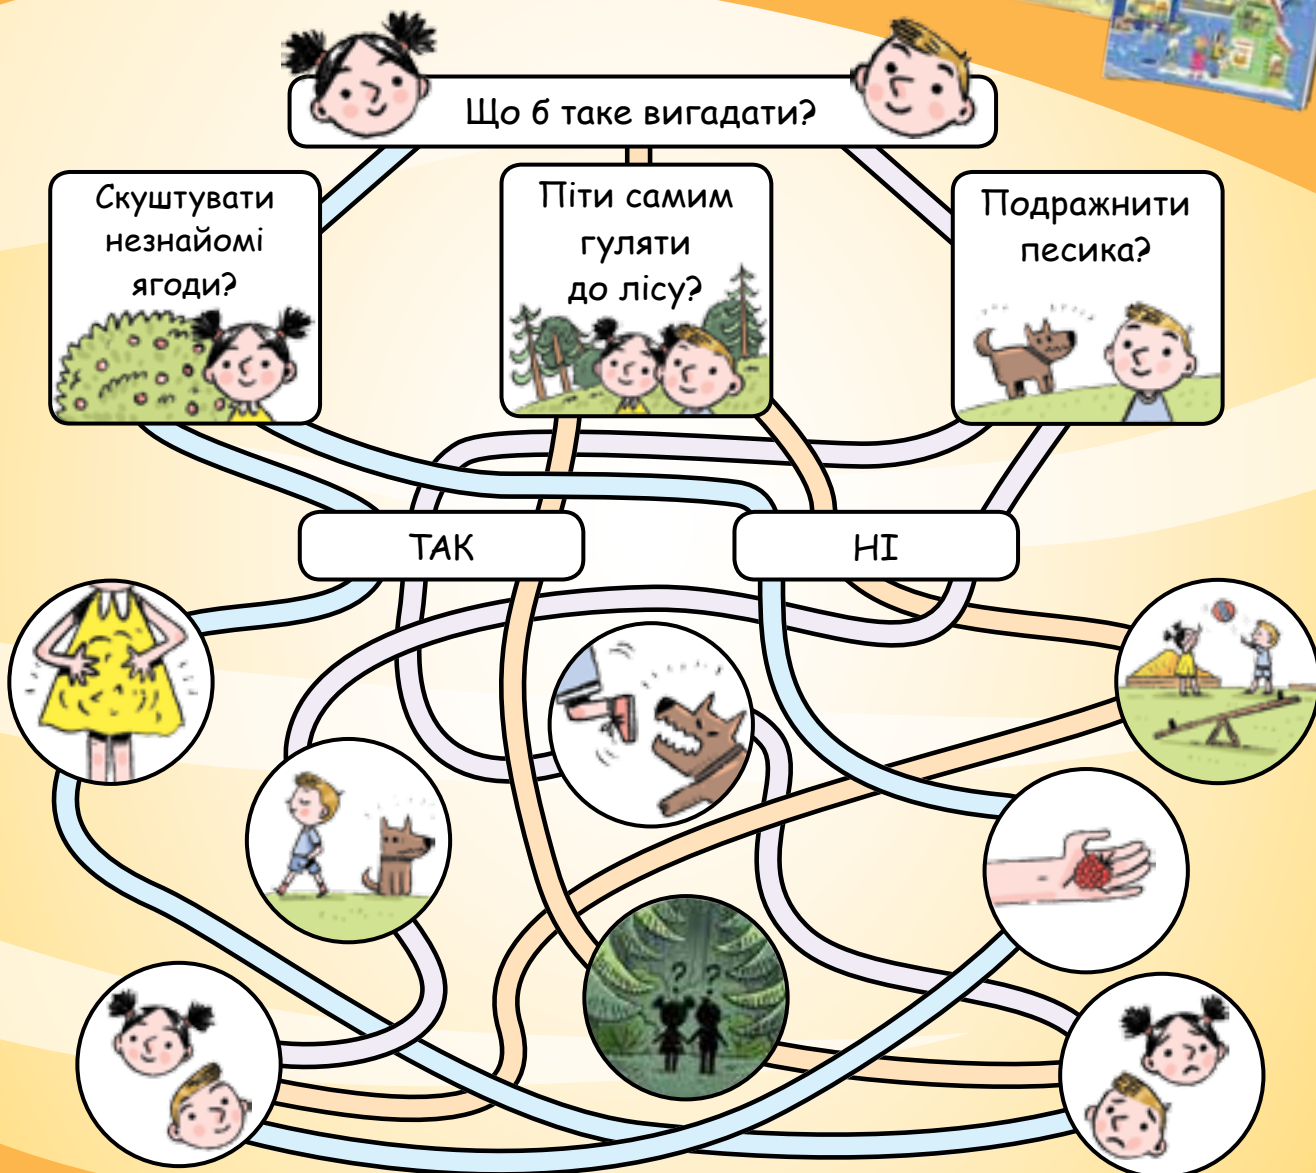 Що б таке вигадати?
Скуштувати
незнайомі
ягоди?
Піти самим
гуляти
до лісу?
Подражнити
песика?
ТАК
НІ
? ?